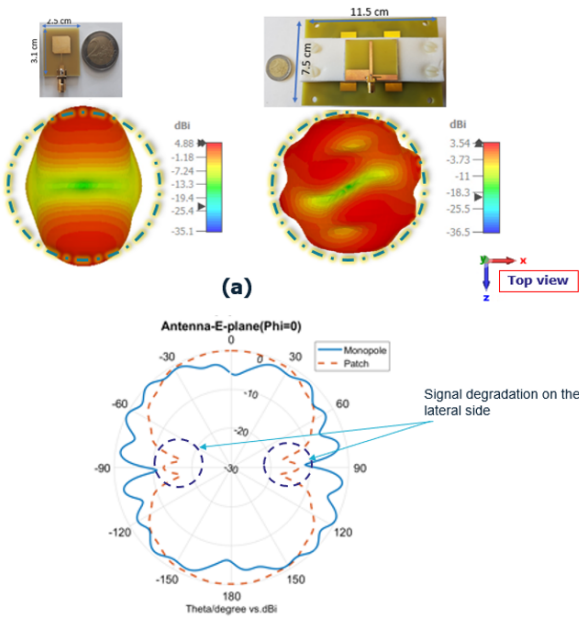 2.5 cm
3.1 cm
11.5 cm
7.5 cm
dBi
4.88
-1.18
-7.24
-13.3
-19.4
-25.4
-35.1
dBi
3.54
-3.73
-11
-18.3
-25.5
-36.5
y
x
z
Top view
(a)
Antenna-E-plane(Phi=0)
Monopole
Patch
0
-30
30
-60
60
-90
90
-120
120
-150
150
180
0
-10
-20
-30
Signal degradation on the
lateral side
Theta/degree vs.dBi